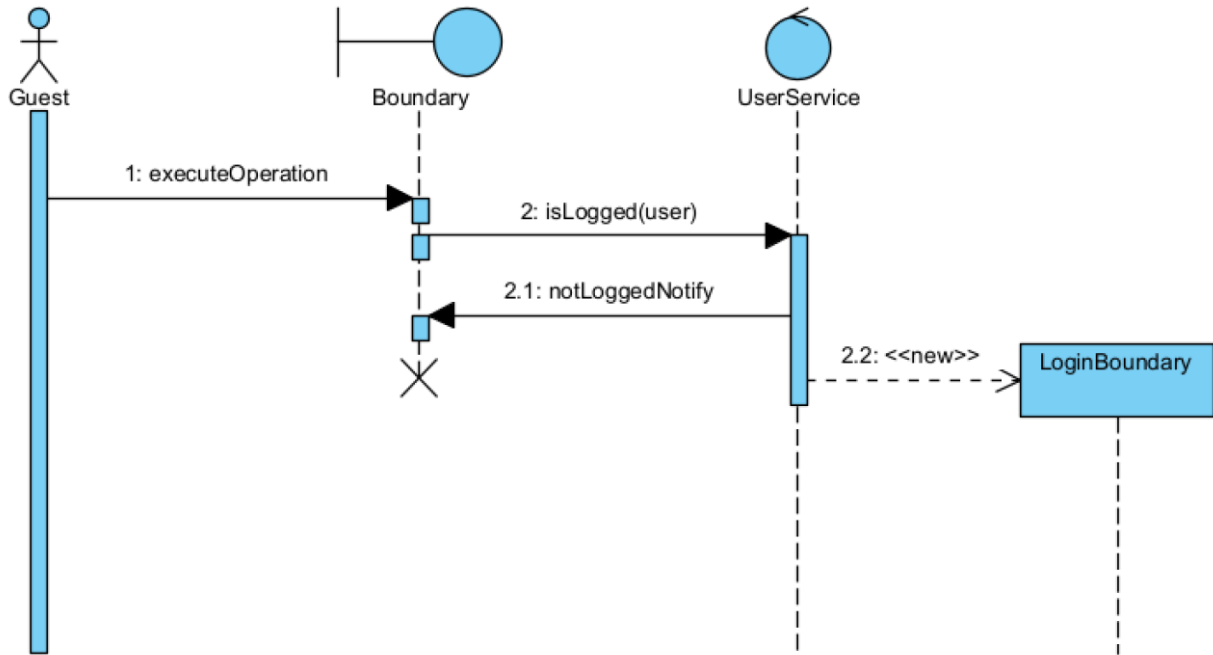 Guest
Boundary
UserService
1: executeOperation
2: isLogged(user)
2.1: notLoggedNotify
2.2: <<new>>
LoginBoundary